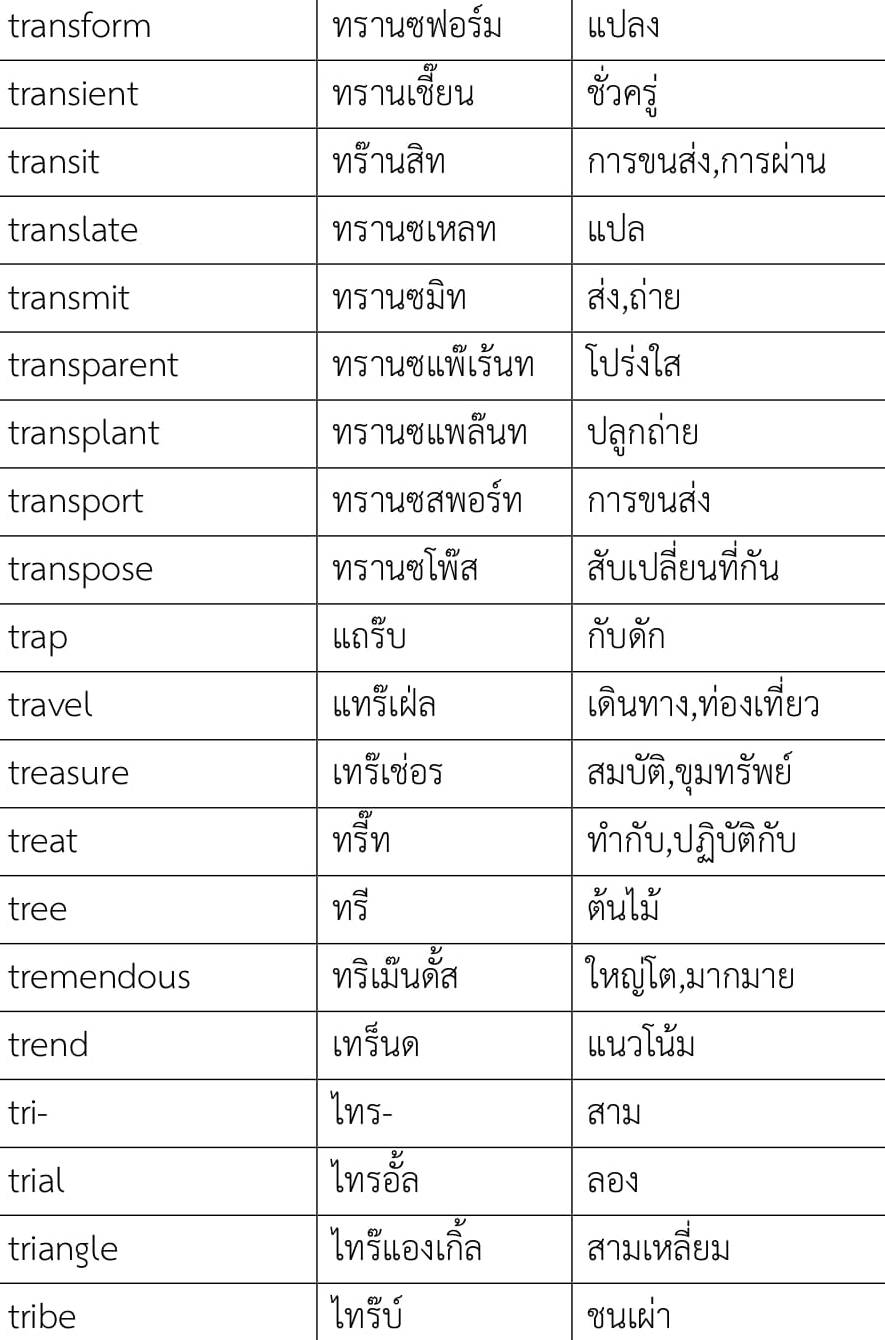 transform ทรานซฟอร์ม แปลง
transient ทรานเชี๊ยน ชั่วครู่
transit ทร๊านสิท การขนส่ง,การผ่าน
translate ทรานซเหลท แปล
transmit ทรานซมิท ส่ง,ถ่าย
transparent ทรานซแพ๊เร้นท โปร่งใส
transplant ทรานซแพล๊นท ปลูกถ่าย
transport ทรานซสพอร์ท การขนส่ง
transpose ทรานซโพ๊ส สับเปลี่ยนที่กัน
trap แถร๊บ กับดัก
travel แทร๊เฝ่ล เดินทาง,ท่องเที่ยว
treasure เทร๊เช่อร สมบัติ,ขุมทรัพย์
treat ทรี๊ท ทำกับ,ปฏิบัติกับ
tree ทรี ต้นไม้
tremendous ทริเม๊นดั้ส ใหญ่โต,มากมาย
trend เทร็นด แนวโน้ม
tri- ไทร- สาม
trial ไทรอั้ล ลอง
triangle ไทร๊แองเกิ้ล สามเหลี่ยม
tribe ไทร๊บ์ ชนเผ่า